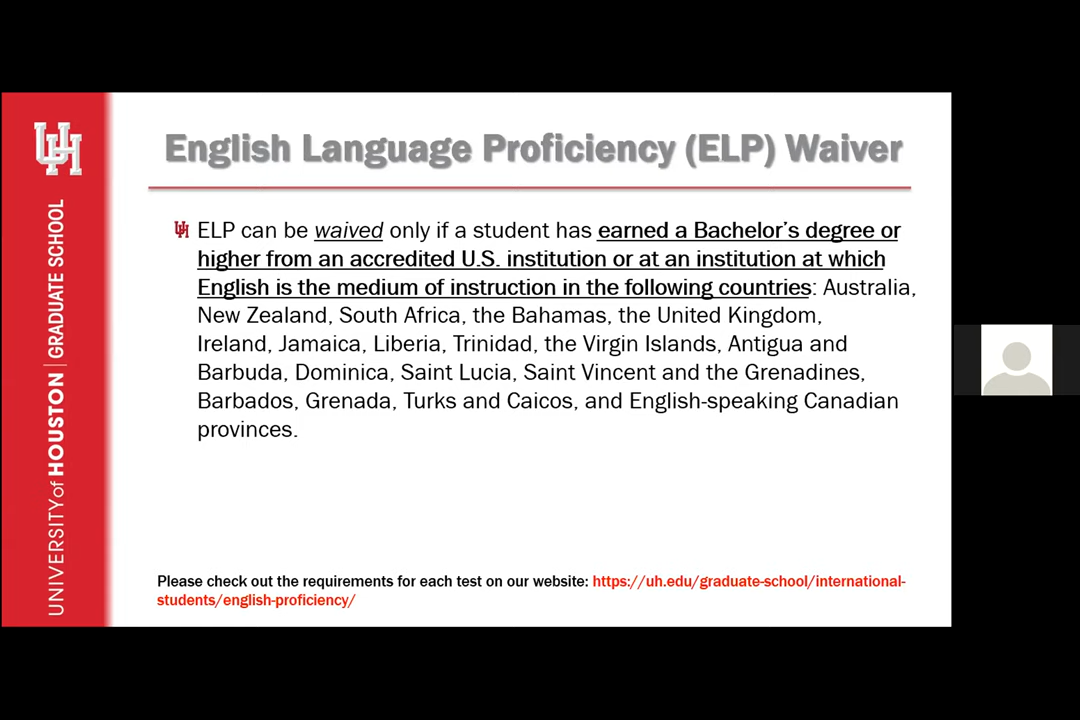 English Language Proficiency (ELP) Waiver
ELP can be waived only if a student has earned a Bachelor's degree or
higher from an accredited U.S. institution or at an institution at which
English is the medium of instruction in the following countries: Australia,
New Zealand, South Africa, the Bahamas, the United Kingdom,
Ireland, Jamaica, Liberia, Trinidad, the Virgin Islands, Antigua and
Barbuda, Dominica, Saint Lucia, Saint Vincent and the Grenadines,
Barbados, Grenada, Turks and Caicos, and English-speaking Canadian
provinces.
Please check out the requirements for each test on our website: https://uh.edu/graduate-school/international-
students/english-proficiency/
UH
UNIVERSITY of HOUSTON | GRADUATE SCHOOL